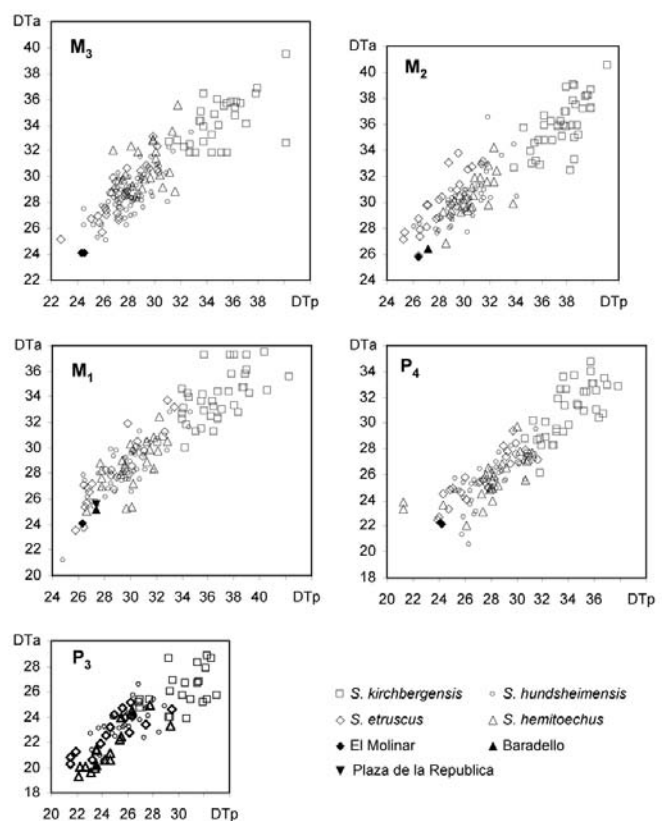 DTa
M3
42
40
38
36
34
32
30
28
26
24
22
22 24 26 28 30 32 34 36 38 DTp
DTa
M2
40
38
36
34
32
30
28
26
24
24 26 28 30 32 34 36 38 DTp
DTa
M1
38
36
34
32
30
28
26
24
22
20
24 26 28 30 32 34 36 38 40 DTp
DTa
P4
34
32
30
28
26
24
22
20
18
20 22 24 26 28 30 32 34 36 DTp
DTa
P3
28
26
24
22
20
18
20 22 24 26 28 30 32 DTp
S. kirchbergensis
S. hundsheimensis
S. etruscus
S. hemitoechus
El Molinar
Baradello
Plaza de la Republica